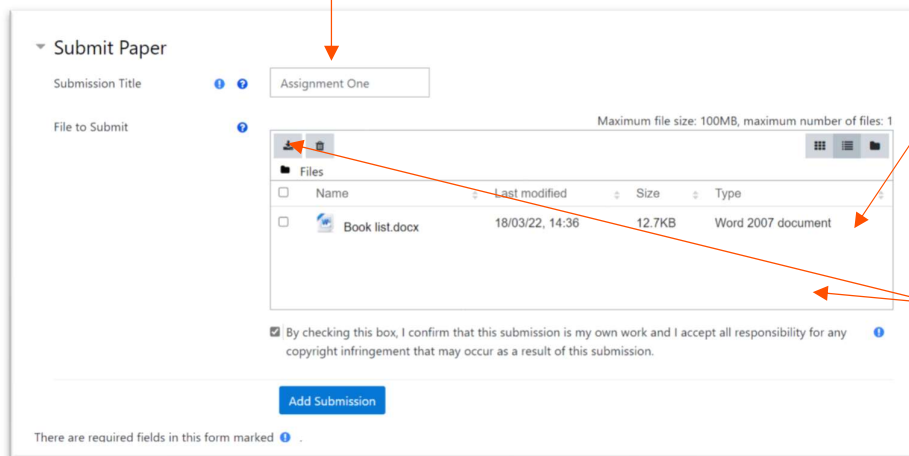 Submit Paper
Submission Title
Assignment One
File to Submit
Maximum file size: 100MB, maximum number of files: 1
Files
Name Last modified Size Type
Book list.docx 18/03/22, 14:36 12.7KB Word 2007 document
By checking this box, I confirm that this submission is my own work and I accept all responsibility for any
copyright infringement that may occur as a result of this submission.
Add Submission
There are required fields in this form marked .